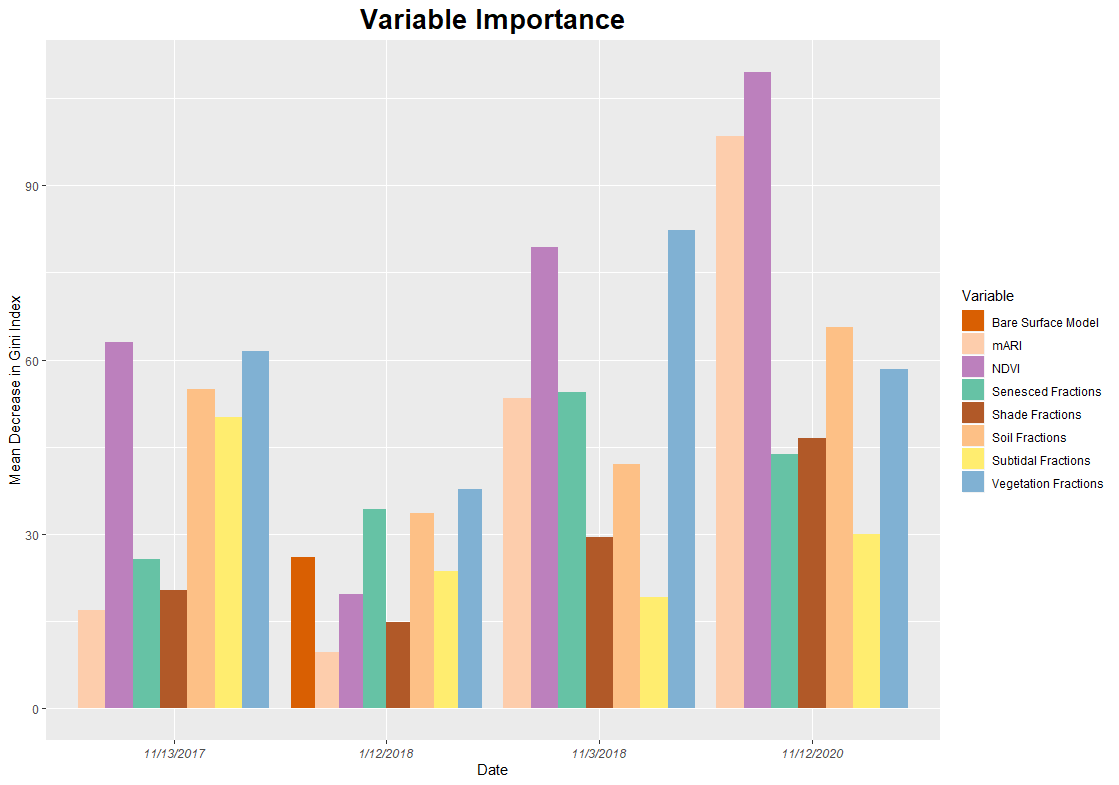 Variable Importance
Mean Decrease in Gini Index
90
60
30
0
11/13/2017
1/12/2018
11/3/2018
11/12/2020
Date
Variable
Bare Surface Model
mARI
NDVI
Senesced Fractions
Shade Fractions
Soil Fractions
Subtidal Fractions
Vegetation Fractions